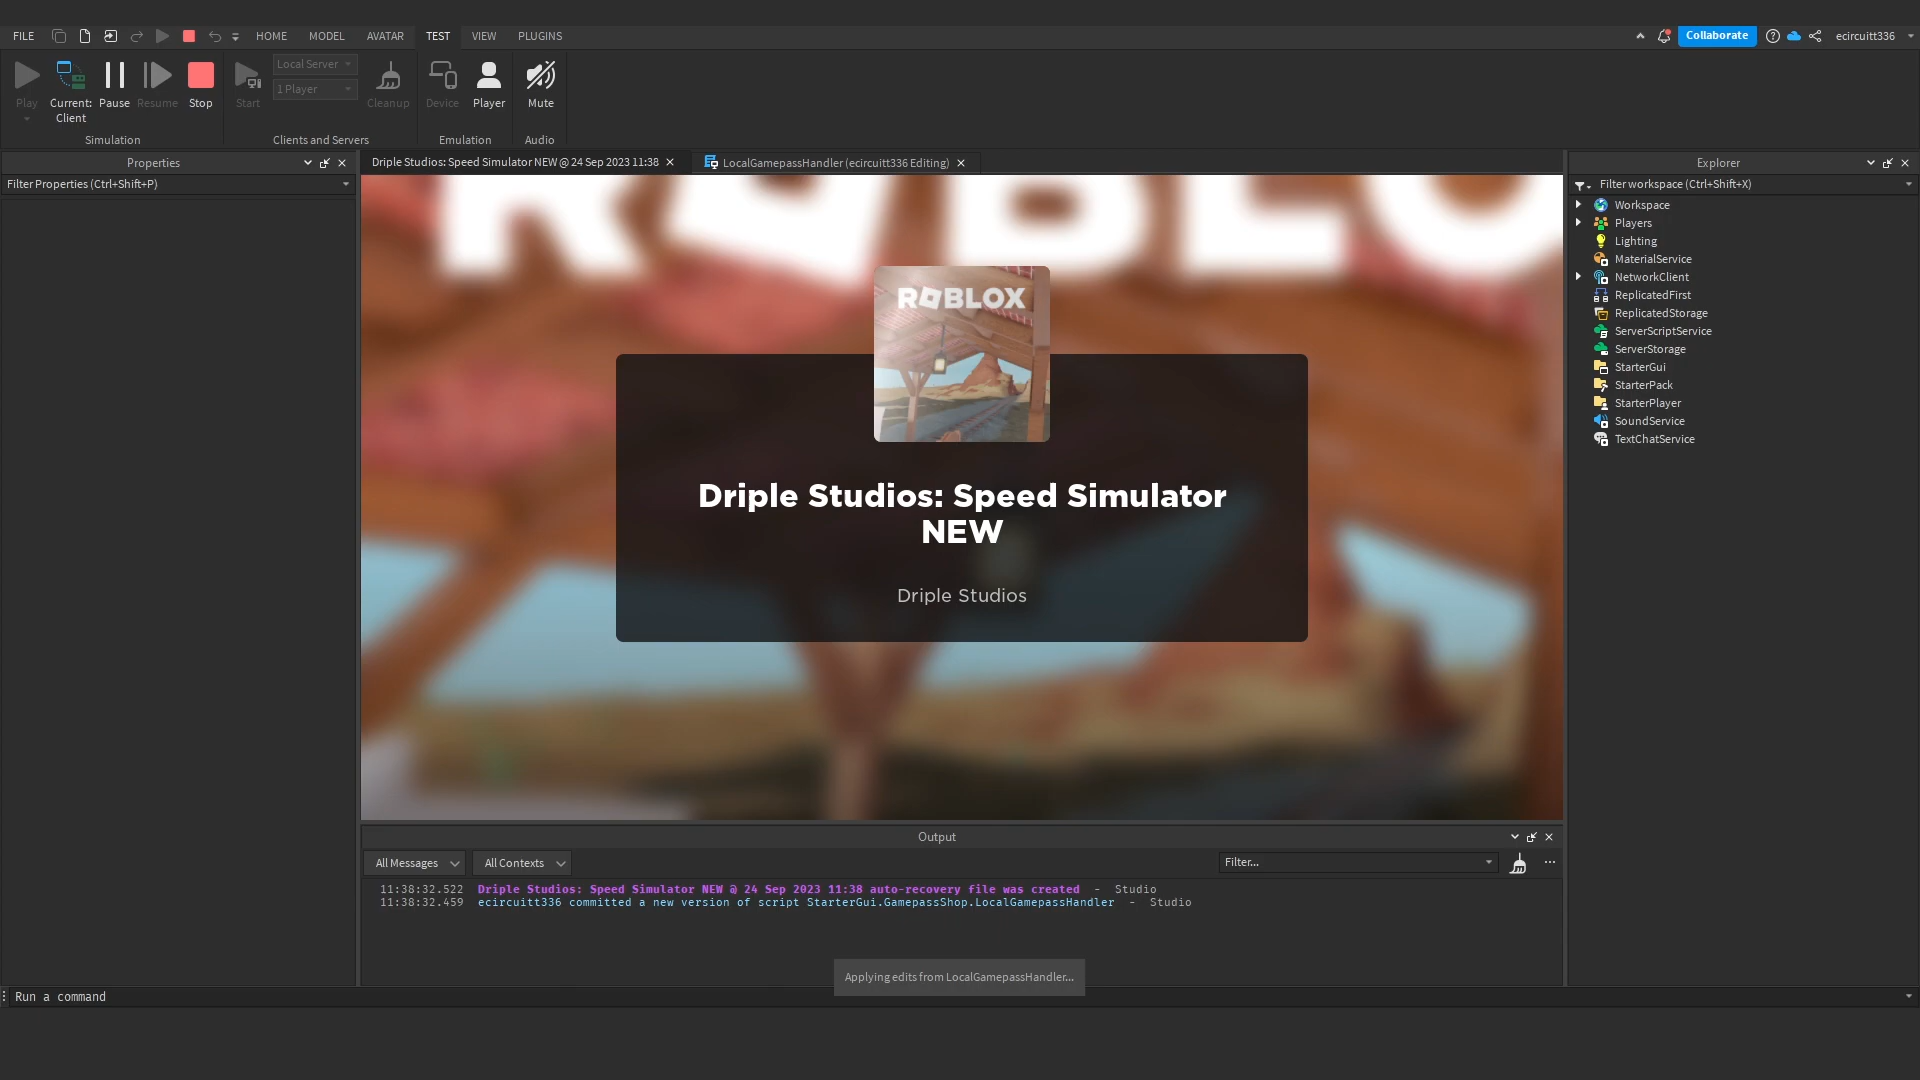 FILE HOME MODEL AVATAR TEST VIEW PLUGINS Collaborate ecircuitt336
Play Current: Client Pause Resume Stop Start Local Server 1 Player Cleanup Device Player Mute
Simulation Clients and Servers Emulation Audio
Properties
Filter Properties (Ctrl+Shift+P)
Driple Studios: Speed Simulator NEW @ 24 Sep 2023 11:38
LocalGamepassHandler (ecircuitt336 Editing)
ROBLOX
ROBLOX
Driple Studios: Speed Simulator
NEW
Driple Studios
Explorer
Filter workspace (Ctrl+Shift+X)
Workspace
Players
Lighting
MaterialService
NetworkClient
ReplicatedFirst
ReplicatedStorage
ServerScriptService
ServerStorage
StarterGui
StarterPack
StarterPlayer
SoundService
TextChatService
Output
All Messages All Contexts Filter...
11:38:32.522 Driple Studios: Speed Simulator NEW @ 24 Sep 2023 11:38 auto-recovery file was created - Studio
11:38:32.459 ecircuitt336 committed a new version of script StarterGui.GamepassShop.LocalGamepassHandler - Studio
Applying edits from LocalGamepassHandler...
Run a command